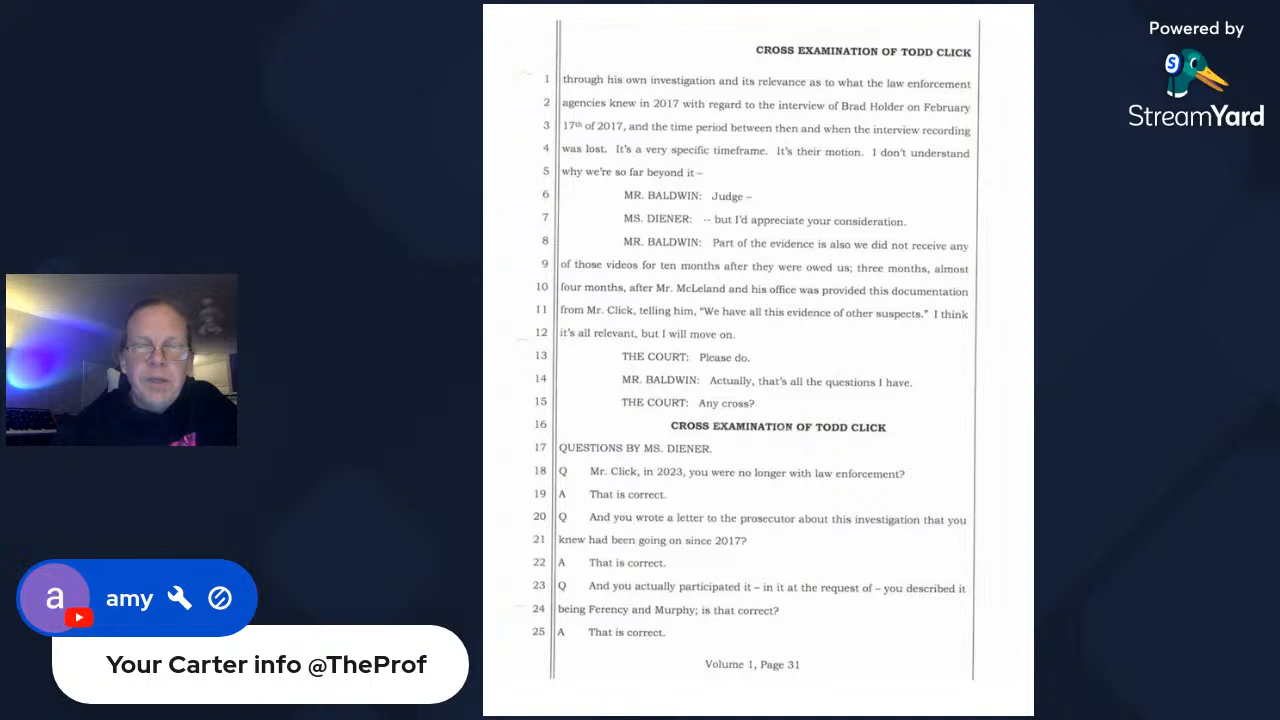 Powered by
S
StreamYard
CROSS EXAMINATION OF TODD CLICK
1 through his own investigation and its relevance as to what the law enforcement
2 agencies knew in 2017 with regard to the interview of Brad Holder on February
3 17th of 2017, and the time period between then and when the interview recording
4 was lost. It's a very specific timeframe. It's their motion. I don't understand
5 why we're so far beyond it –
6 MR. BALDWIN: Judge –
7 MS. DIENER: -- but I'd appreciate your consideration.
8 MR. BALDWIN: Part of the evidence is also we did not receive any
9 of those videos for ten months after they were owed us; three months, almost
10 four months, after Mr. McLeland and his office was provided this documentation
11 from Mr. Click, telling him, "We have all this evidence of other suspects." I think
12 it's all relevant, but I will move on.
13 THE COURT: Please do.
14 MR. BALDWIN: Actually, that's all the questions I have.
15 THE COURT: Any cross?
16 CROSS EXAMINATION OF TODD CLICK
17 QUESTIONS BY MS. DIENER.
18 Q Mr. Click, in 2023, you were no longer with law enforcement?
19 A That is correct.
20 Q And you wrote a letter to the prosecutor about this investigation that you
21 knew had been going on since 2017?
22 A That is correct.
23 Q And you actually participated it – in it at the request of – you described it
24 being Ferency and Murphy; is that correct?
25 A That is correct.
Volume 1, Page 31
a amy
Your Carter info @TheProf